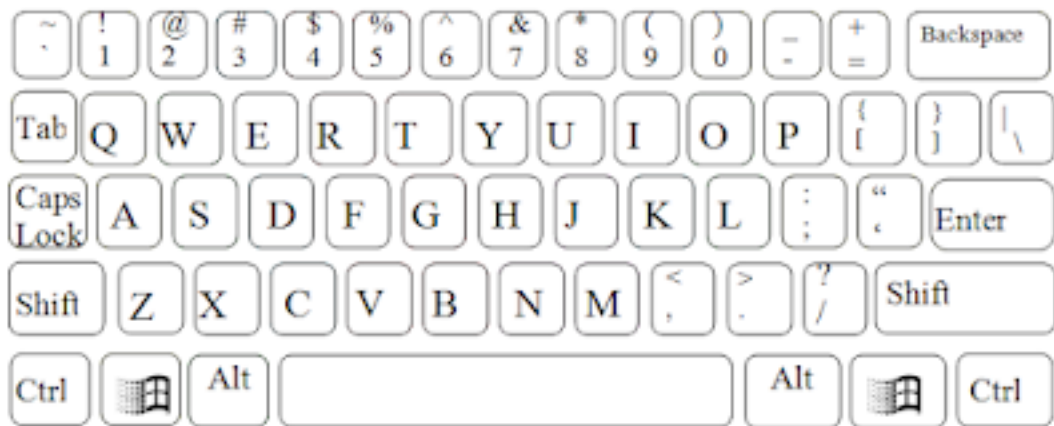 ~ ! @ # $ % ^ & * ( ) _ + Backspace
` 1 2 3 4 5 6 7 8 9 0 - =
Tab Q W E R T Y U I O P { } |
[ ] \
Caps A S D F G H J K L : “ Enter
Lock ; ‘
Shift Z X C V B N M < > ? Shift
, . /
Ctrl Alt Alt Ctrl